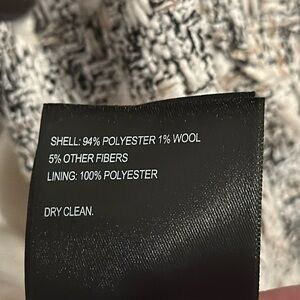 SHELL: 94% POLYESTER 1% WOOL
5% OTHER FIBERS
LINING: 100% POLYESTER
DRY CLEAN.